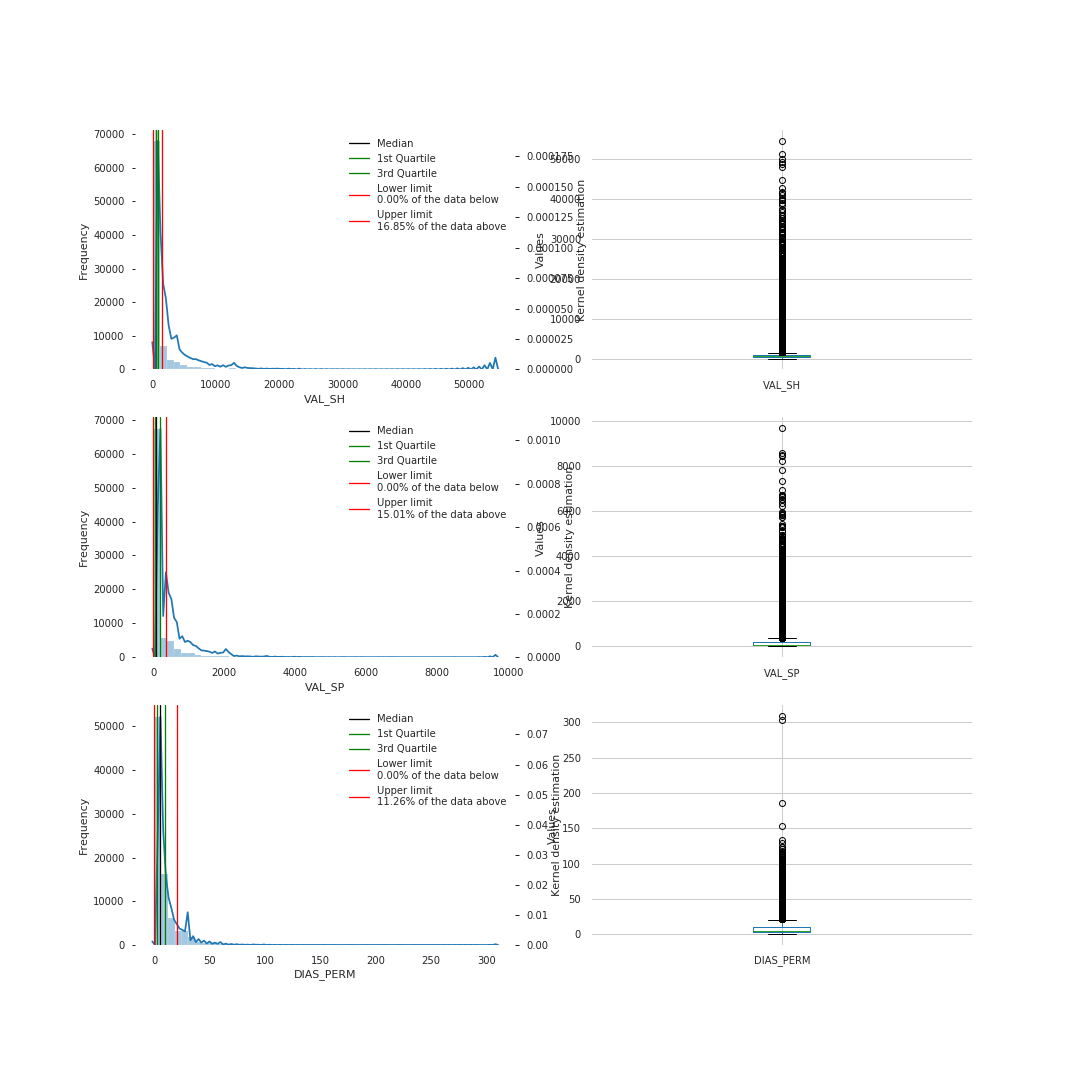 70000
60000
50000
40000
30000
20000
10000
0
Frequency
Median
1st Quartile
3rd Quartile
Lower limit
0.00% of the data below
Upper limit
16.85% of the data above
0 10000 20000 30000 40000 50000
VAL_SH
0.000175
0.000150
0.000125
0.000100
0.000075
0.000050
0.000025
0.000000
Kernel density estimation
Values
50000
40000
30000
20000
10000
0
VAL_SH
70000
60000
50000
40000
30000
20000
10000
0
Frequency
Median
1st Quartile
3rd Quartile
Lower limit
0.00% of the data below
Upper limit
15.01% of the data above
0 2000 4000 6000 8000 10000
VAL_SP
0.0010
0.0008
0.0006
0.0004
0.0002
0.0000
Kernel density estimation
Values
10000
8000
6000
4000
2000
0
VAL_SP
50000
40000
30000
20000
10000
0
Frequency
Median
1st Quartile
3rd Quartile
Lower limit
0.00% of the data below
Upper limit
11.26% of the data above
0 50 100 150 200 250 300
DIAS_PERM
0.07
0.06
0.05
0.04
0.03
0.02
0.01
0.00
Kernel density estimation
Values
300
250
200
150
100
50
0
DIAS_PERM